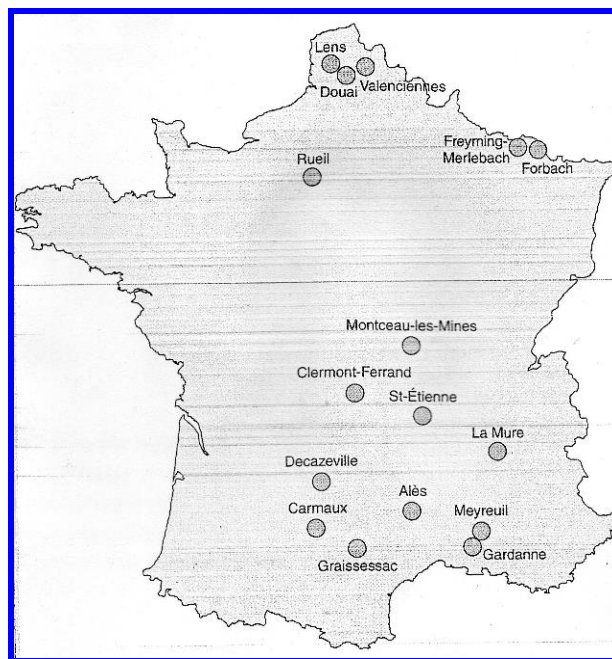 Lens
Douai
Valenciennes
Freyming-
Merlebach
Forbach
Rueil
Montceau-les-Mines
Clermont-Ferrand
St-Étienne
La Mure
Decazeville
Alès
Carmaux
Meyreuil
Graissessac
Gardanne